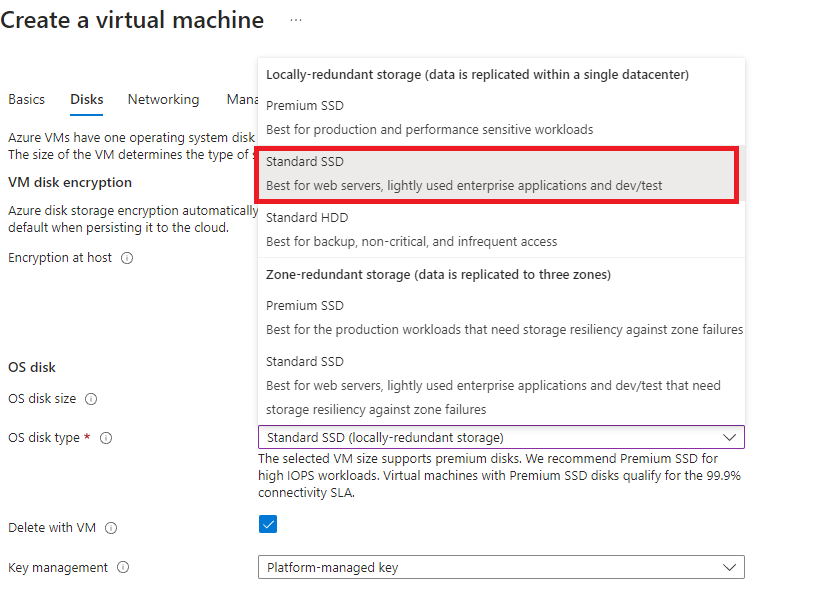 Create a virtual machine ...
Basics Disks Networking Mana
Azure VMs have one operating system disk
The size of the VM determines the type of
VM disk encryption
Azure disk storage encryption automatically
default when persisting it to the cloud.
Encryption at host
Locally-redundant storage (data is replicated within a single datacenter)
Premium SSD
Best for production and performance sensitive workloads
Standard SSD
Best for web servers, lightly used enterprise applications and dev/test
Standard HDD
Best for backup, non-critical, and infrequent access
Zone-redundant storage (data is replicated to three zones)
Premium SSD
Best for the production workloads that need storage resiliency against zone failures
Standard SSD
Best for web servers, lightly used enterprise applications and dev/test that need
storage resiliency against zone failures
OS disk
OS disk size
OS disk type *
Standard SSD (locally-redundant storage)
The selected VM size supports premium disks. We recommend Premium SSD for
high IOPS workloads. Virtual machines with Premium SSD disks qualify for the 99.9%
connectivity SLA.
Delete with VM
Key management
Platform-managed key